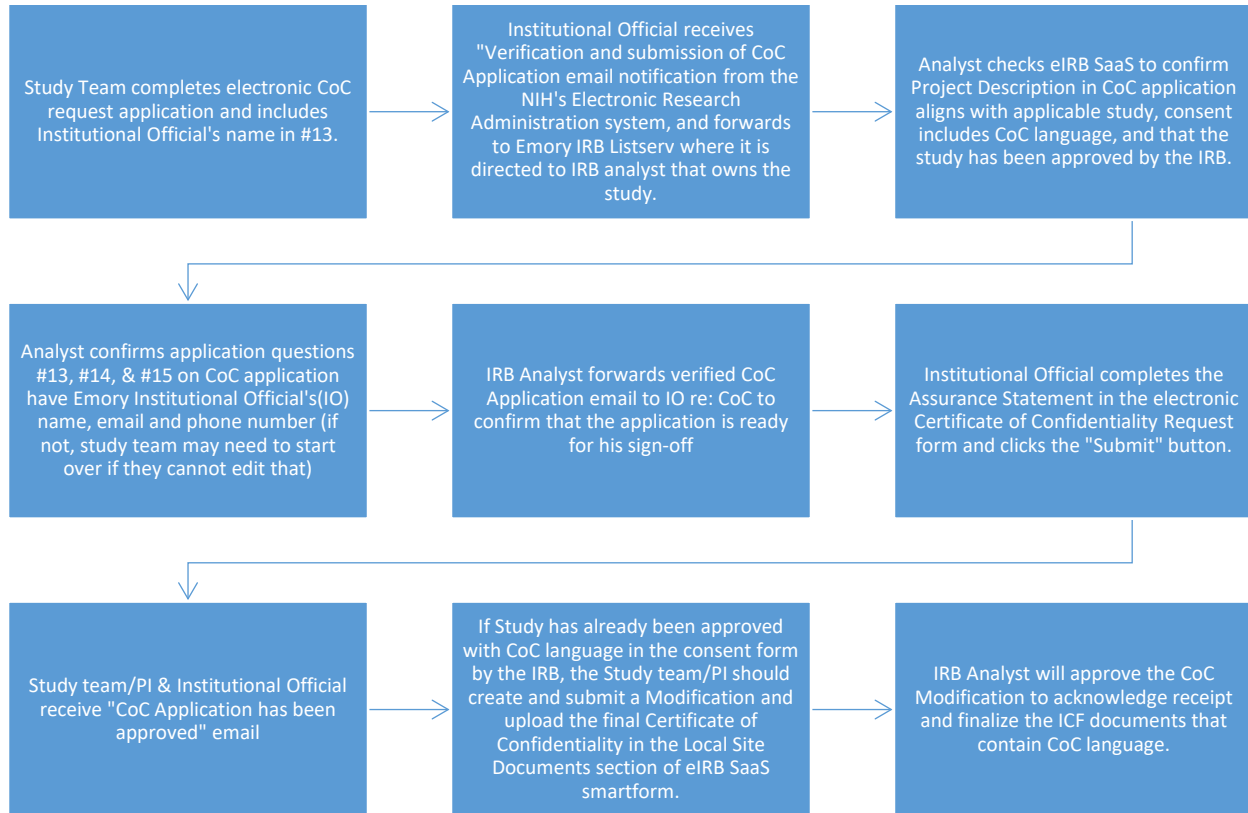 Study Team completes electronic CoC
request application and includes
Institutional Official's name in #13.
Institutional Official receives
"Verification and submission of CoC
Application email notification from the
NIH's Electronic Research
Administration system, and forwards
to Emory IRB Listserv where it is
directed to IRB analyst that owns the
study.
Analyst checks eIRB SaaS to confirm
Project Description in CoC application
aligns with applicable study, consent
includes CoC language, and that the
study has been approved by the IRB.
Analyst confirms application questions
#13, #14, & #15 on CoC application
have Emory Institutional Official's(IO)
name, email and phone number (if
not, study team may need to start
over if they cannot edit that)
IRB Analyst forwards verified CoC
Application email to IO re: CoC to
confirm that the application is ready
for his sign-off
Institutional Official completes the
Assurance Statement in the electronic
Certificate of Confidentiality Request
form and clicks the "Submit" button.
Study team/PI & Institutional Official
receive "CoC Application has been
approved" email
If Study has already been approved
with CoC language in the consent form
by the IRB, the Study team/PI should
create and submit a Modification and
upload the final Certificate of
Confidentiality in the Local Site
Documents section of eIRB SaaS
smartform.
IRB Analyst will approve the CoC
Modification to acknowledge receipt
and finalize the ICF documents that
contain CoC language.